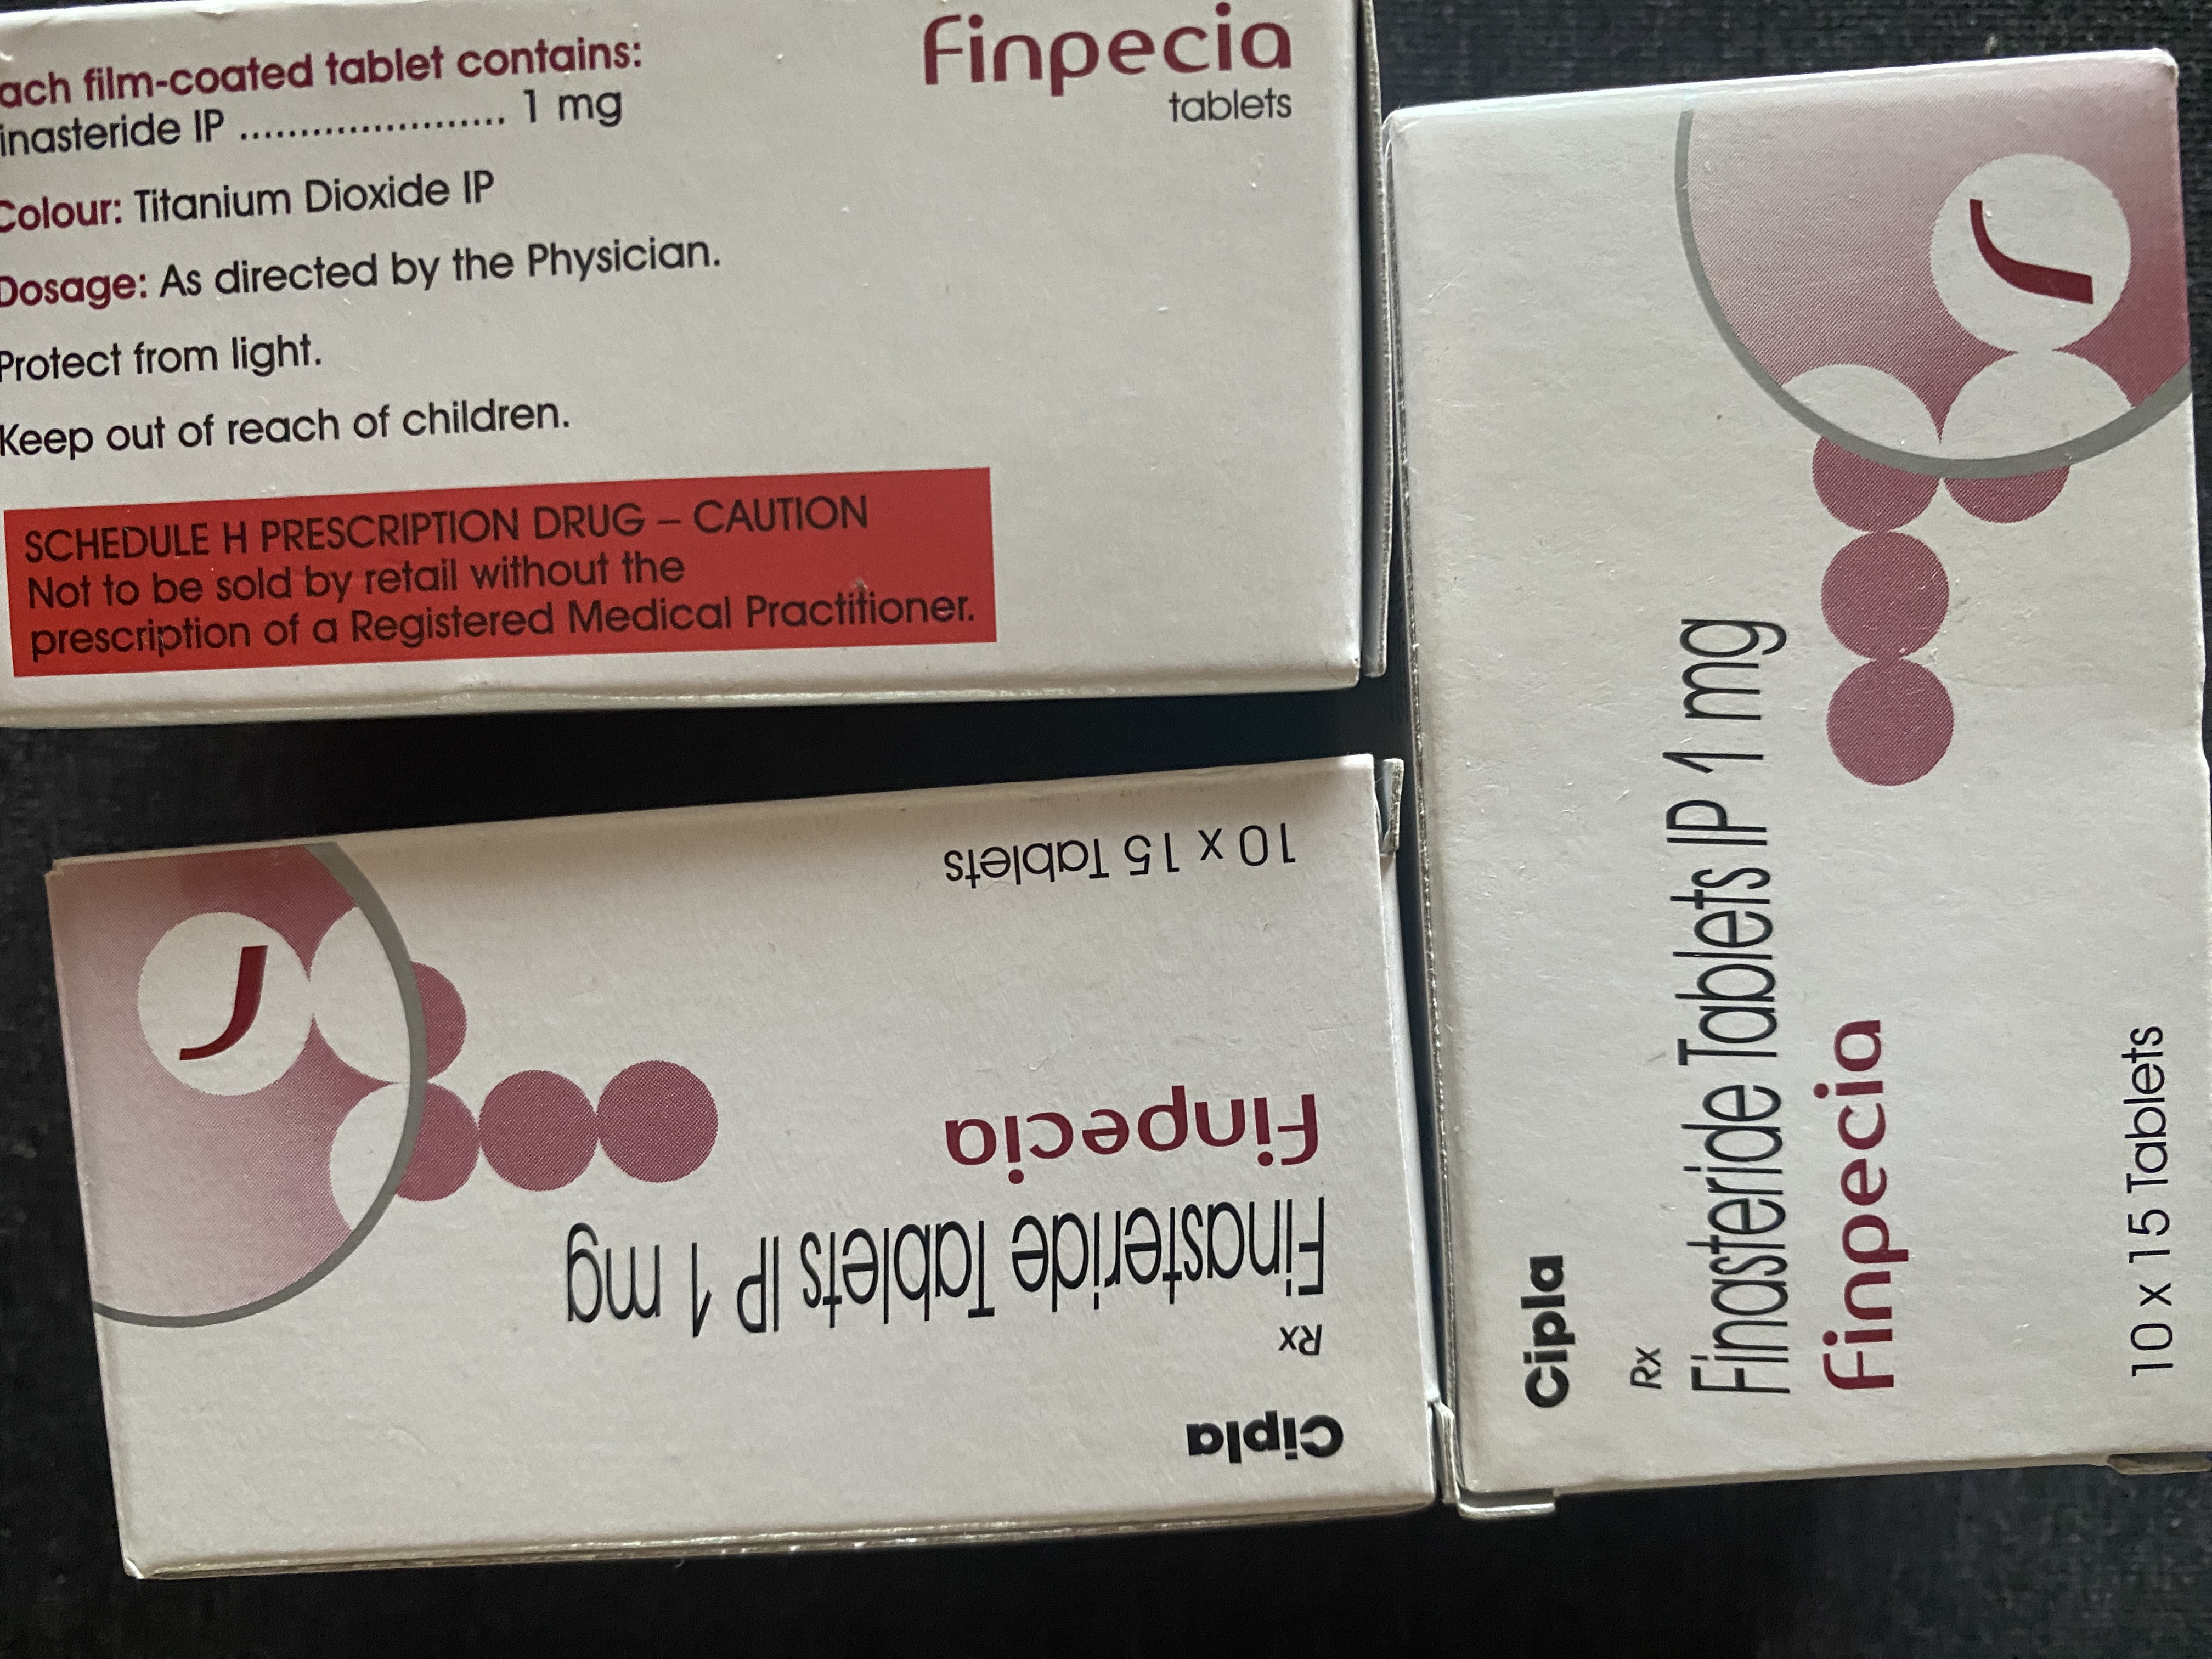 ach film-coated tablet contains:
inasteride IP ...................... 1 mg
Colour: Titanium Dioxide IP
Dosage: As directed by the Physician.
Protect from light.
Keep out of reach of children.
SCHEDULE H PRESCRIPTION DRUG – CAUTION
Not to be sold by retail without the
prescription of a Registered Medical Practitioner.
Finpecia
tablets
Cipla
Rx
Finasteride Tablets IP 1 mg
Finpecia
10 x 15 Tablets
Cipla
Rx
Finasteride Tablets IP 1 mg
Finpecia
10 x 15 Tablets